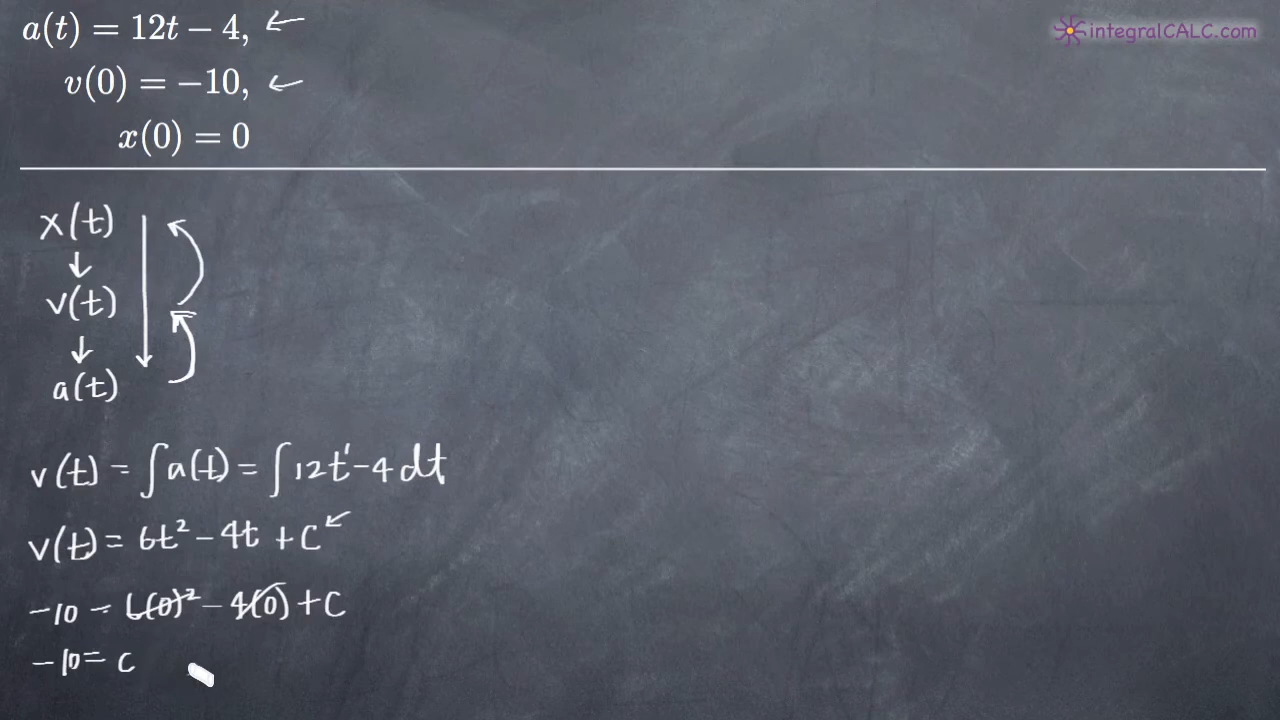 a(t) = 12t − 4, ←
integralCALC.com
v(0) = −10, ←
x(0) = 0
x(t)
↓
v(t)
↓
a(t)
v(t) = ∫a(t) = ∫12t¹−4 dt
v(t) = 6t² − 4t + C
−10 = 6(0)² − 4(0) + C
−10 = C